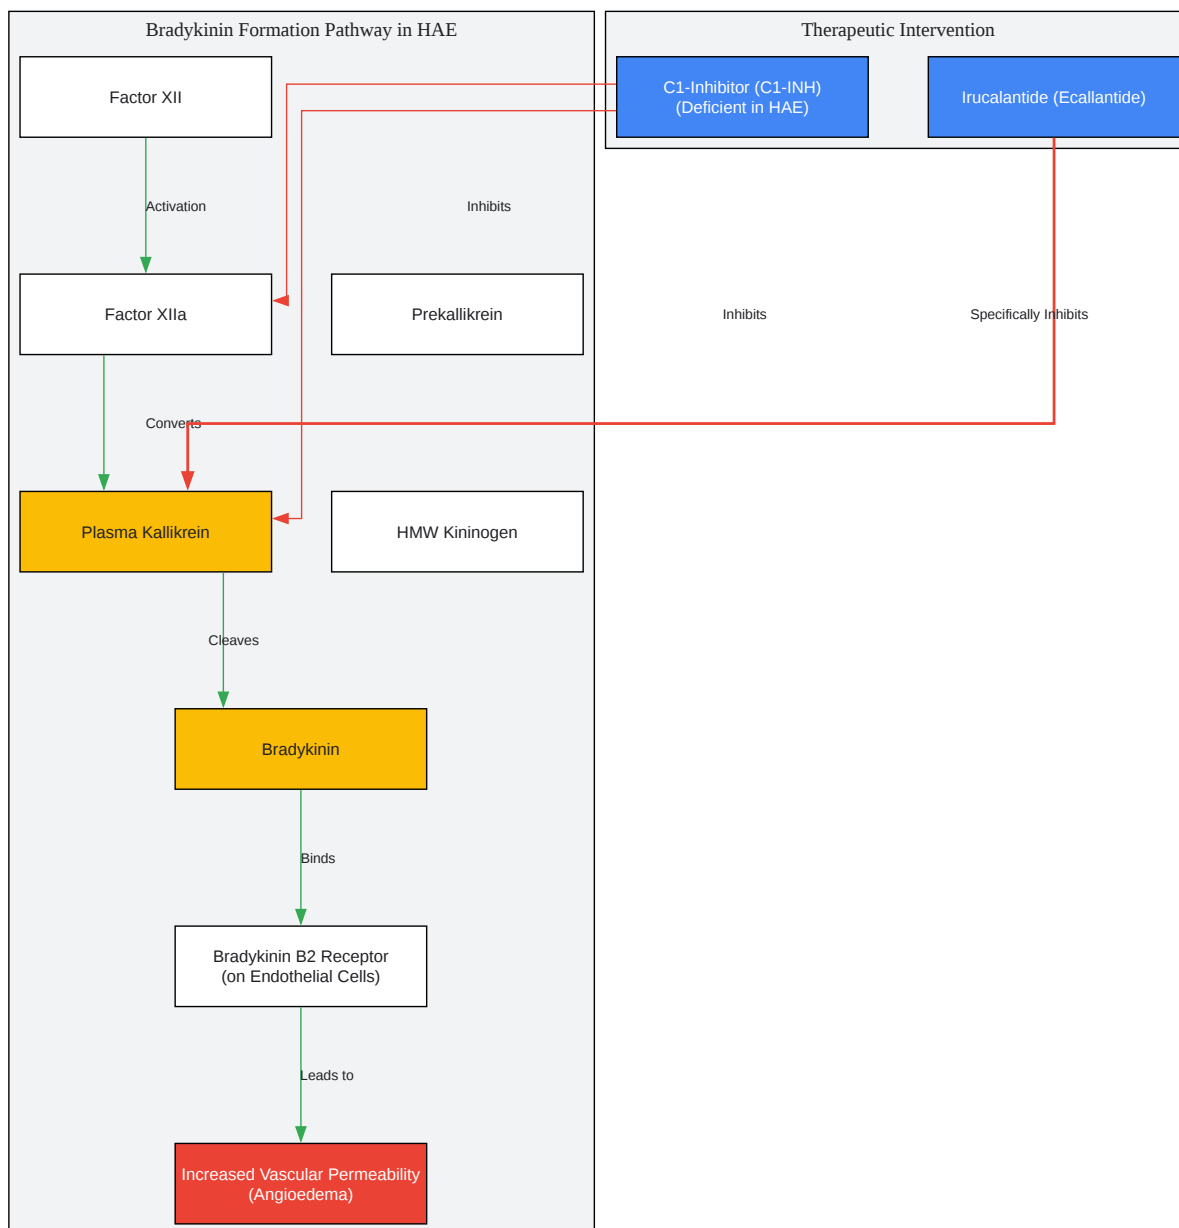 Bradykinin Formation Pathway in HAE
Therapeutic Intervention
Factor XII
C1-Inhibitor (C1-INH)
(Deficient in HAE)
Irucalantide (Ecallantide)
Activation
Inhibits
Factor XIIa
Prekallikrein
Inhibits
Specifically Inhibits
Converts
Plasma Kallikrein
HMW Kininogen
Cleaves
Bradykinin
Binds
Bradykinin B2 Receptor
(on Endothelial Cells)
Leads to
Increased Vascular Permeability
(Angioedema)